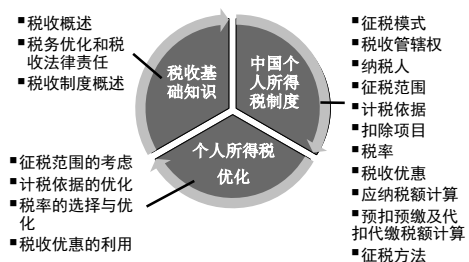 ▪税收概述
▪税务优化和税
收法律责任
▪税收制度概述
税收基
础知识
中国个
人所得
税制度
▪征税模式
▪税收管辖权
▪纳税人
▪征税范围
▪计税依据
▪扣除项目
▪税率
▪税收优惠
▪应纳税额计算
▪预扣预缴及代
扣代缴税额计算
▪征税方法
个人所得税
优化
▪征税范围的考虑
▪计税依据的优化
▪税率的选择与优
化
▪税收优惠的利用